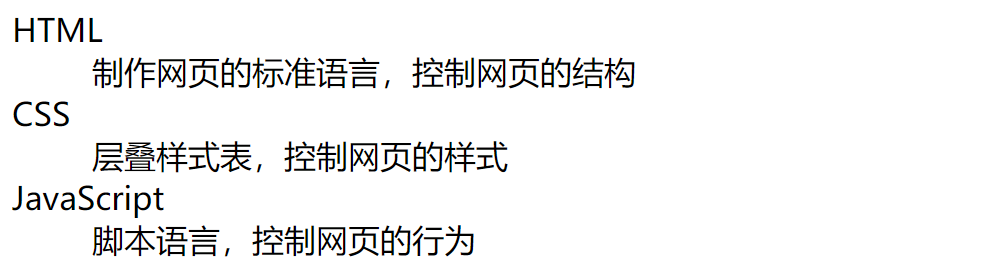 HTML
制作网页的标准语言，控制网页的结构
CSS
层叠样式表，控制网页的样式
JavaScript
脚本语言，控制网页的行为